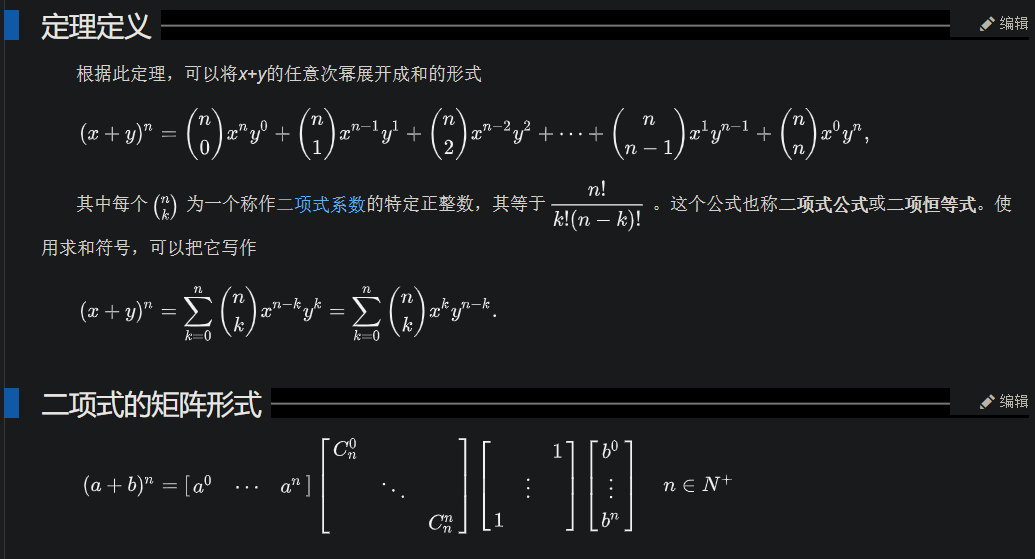 定理定义 编辑
根据此定理，可以将x+y的任意次幂展开成和的形式
$(x+y)^n = \binom{n}{0}x^n y^0 + \binom{n}{1}x^{n-1}y^1 + \binom{n}{2}x^{n-2}y^2 + \cdots + \binom{n}{n-1}x^1 y^{n-1} + \binom{n}{n}x^0 y^n,$
其中每个 $\binom{n}{k}$ 为一个称作二项式系数的特定正整数，其等于 $\frac{n!}{k!(n-k)!}$ 。这个公式也称二项式公式或二项恒等式。使
用求和符号，可以把它写作
$(x+y)^n = \sum_{k=0}^{n} \binom{n}{k} x^{n-k} y^k = \sum_{k=0}^{n} \binom{n}{k} x^k y^{n-k}.$
二项式的矩阵形式 编辑
$(a+b)^n = [\, a^0 \quad \cdots \quad a^n \,] \begin{bmatrix} C_n^0 & & \\ & \ddots & \\ & & C_n^n \end{bmatrix} \begin{bmatrix} & & 1 \\ & \vdots & \\ 1 & & \end{bmatrix} \begin{bmatrix} b^0 \\ \vdots \\ b^n \end{bmatrix} \quad n \in N^+$